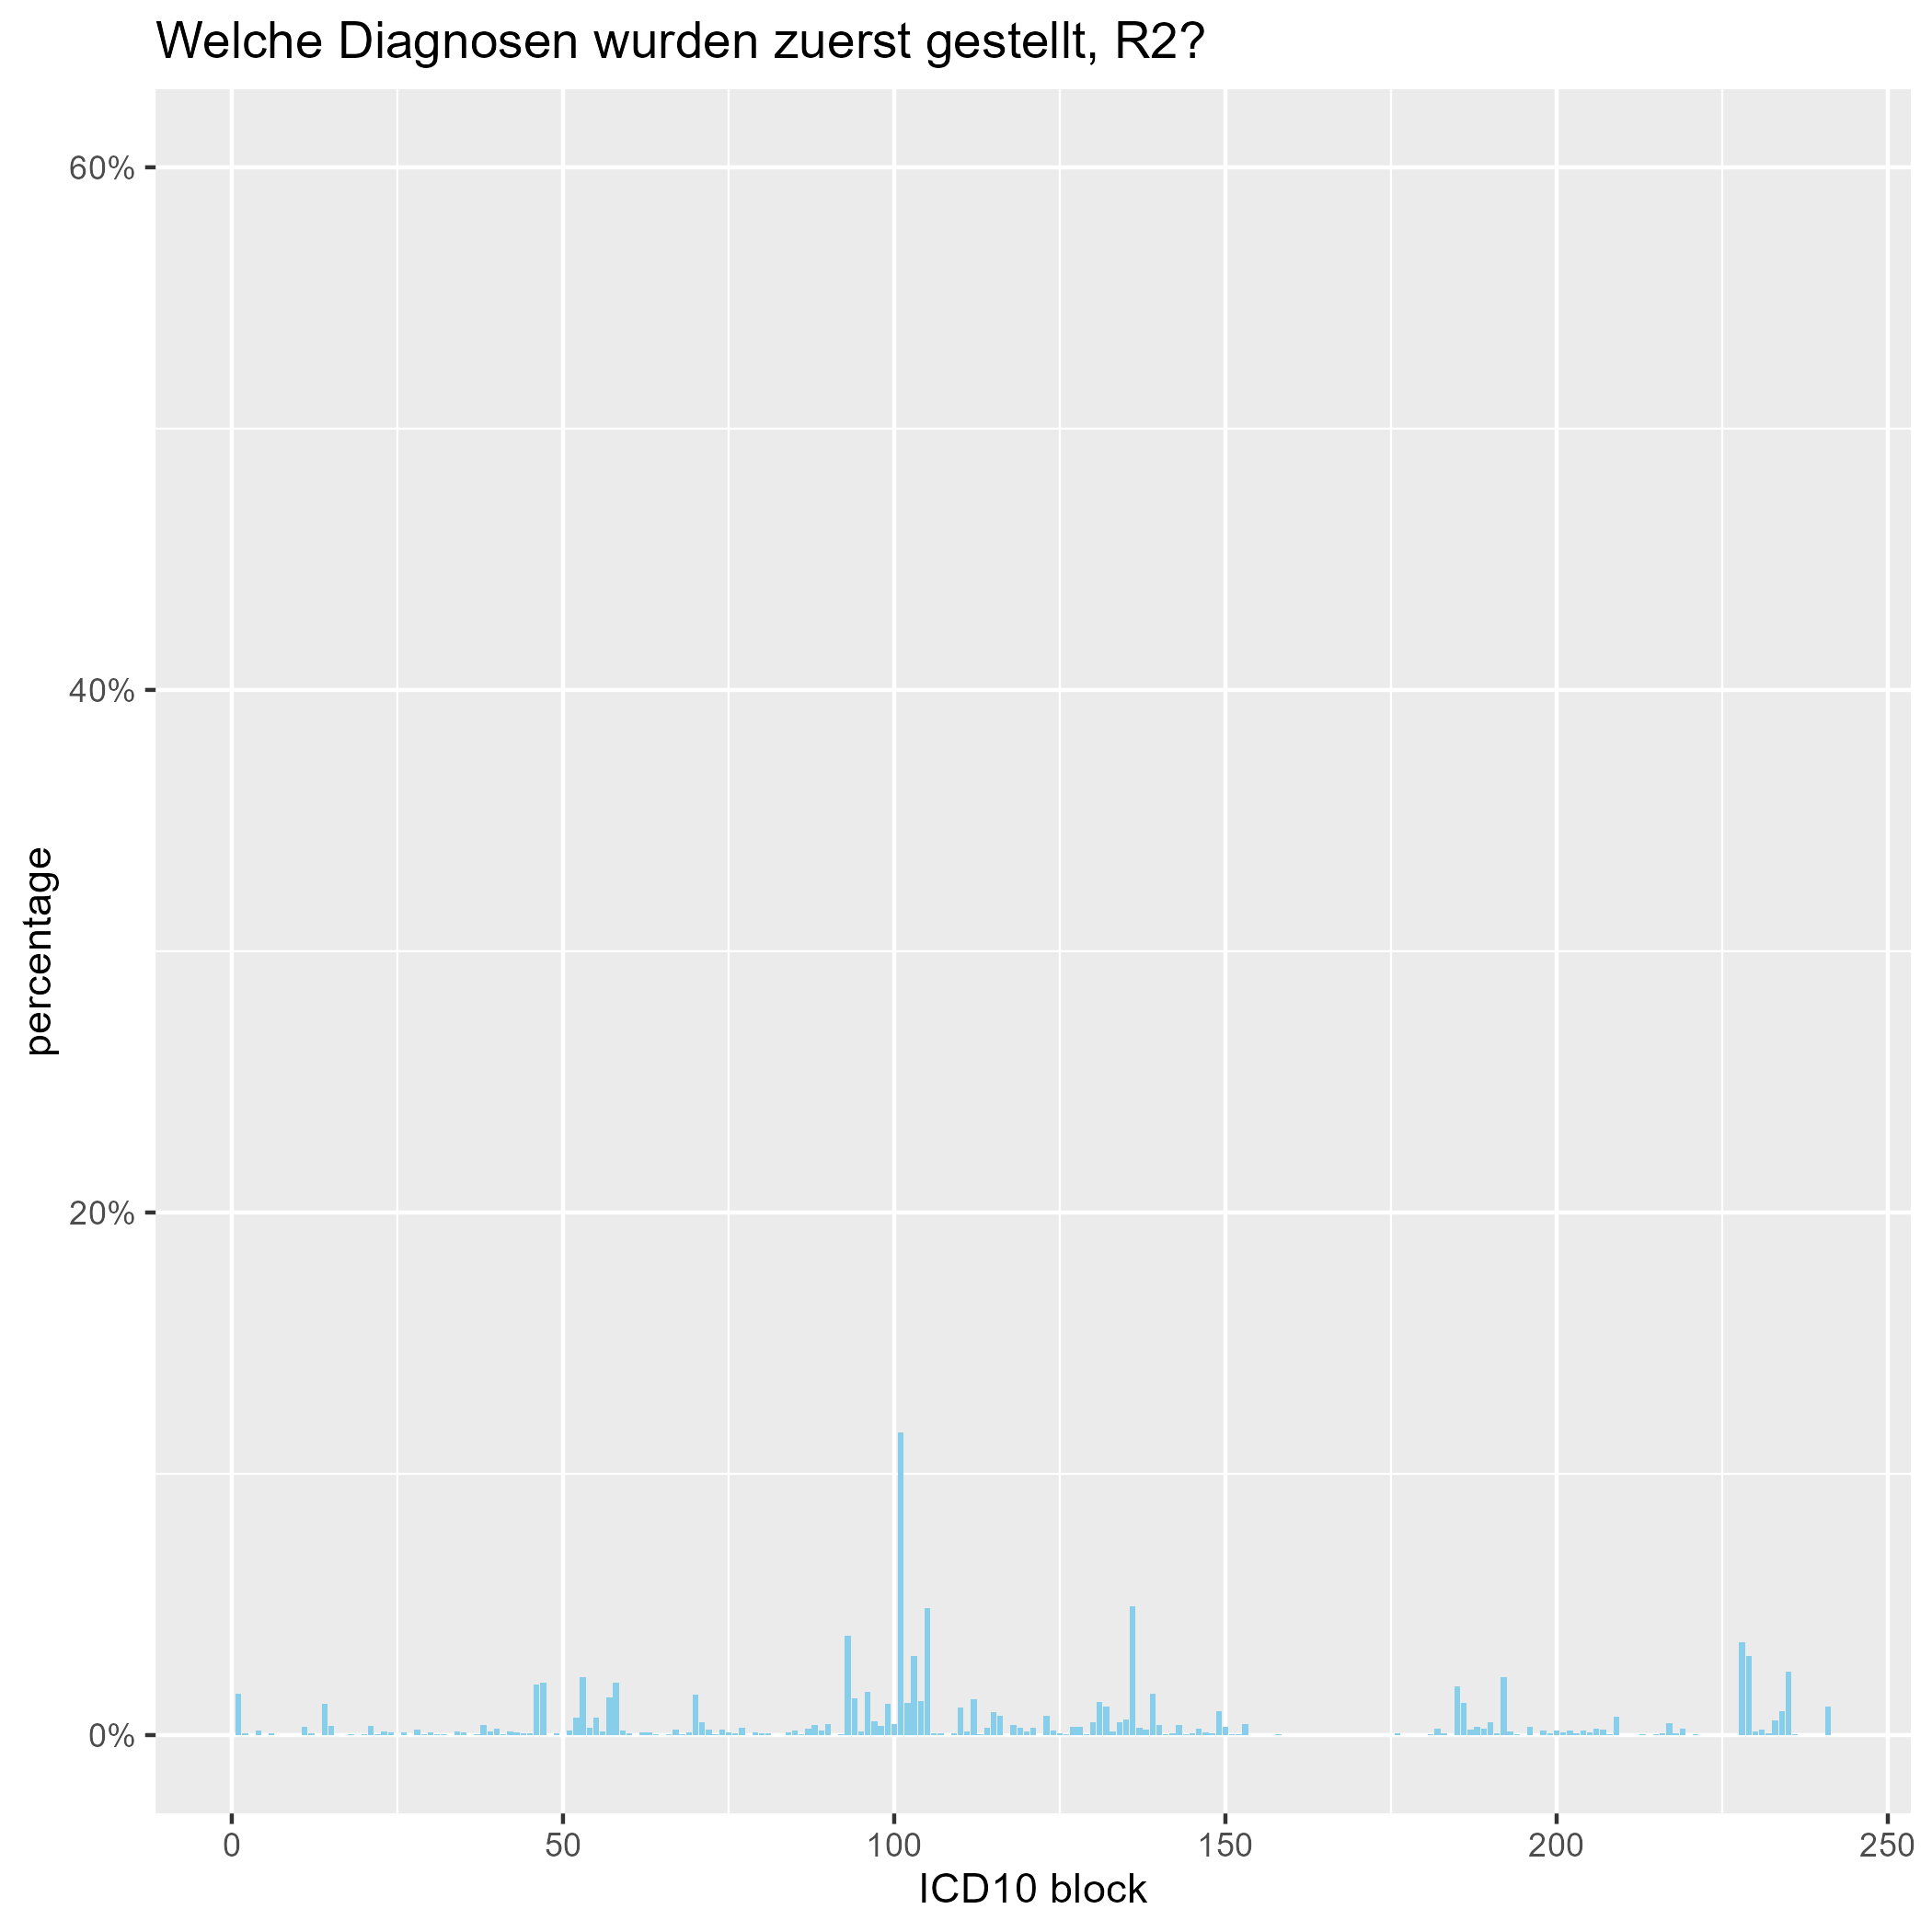 Welche Diagnosen wurden zuerst gestellt, R2?
60%
40%
20%
0%
percentage
0 50 100 150 200 250
ICD10 block